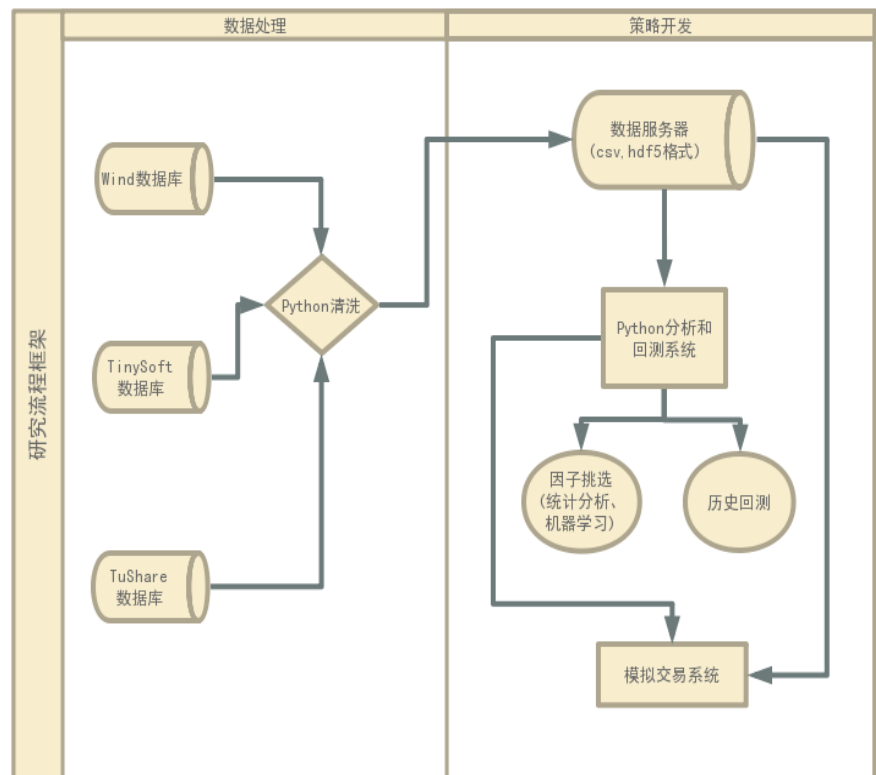 数据处理
策略开发
研究流程框架
Wind数据库
TinySoft
数据库
TuShare
数据库
Python清洗
数据服务器
(csv,hdf5格式)
Python分析和
回测系统
因子挑选
(统计分析、
机器学习)
历史回测
模拟交易系统